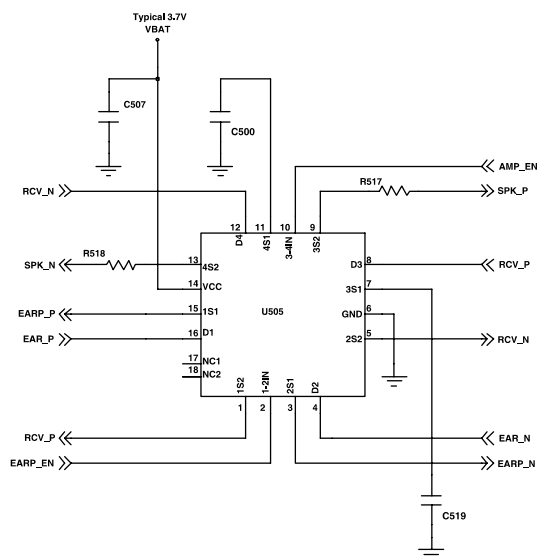 Typical 3.7V
VBAT
C507
C500
AMP_EN
R517
SPK_P
RCV_N
12
11
10
9
D4
4S1
3-4IN
3S2
R518
SPK_N
13
4S2
D3
8
RCV_P
14
VCC
3S1
7
EARP_P
15
1S1
U505
GND
6
EAR_P
16
D1
2S2
5
RCV_N
17
NC1
18
NC2
1S2
1-2IN
2S1
D2
1
2
3
4
RCV_P
EAR_N
EARP_EN
EARP_N
C519